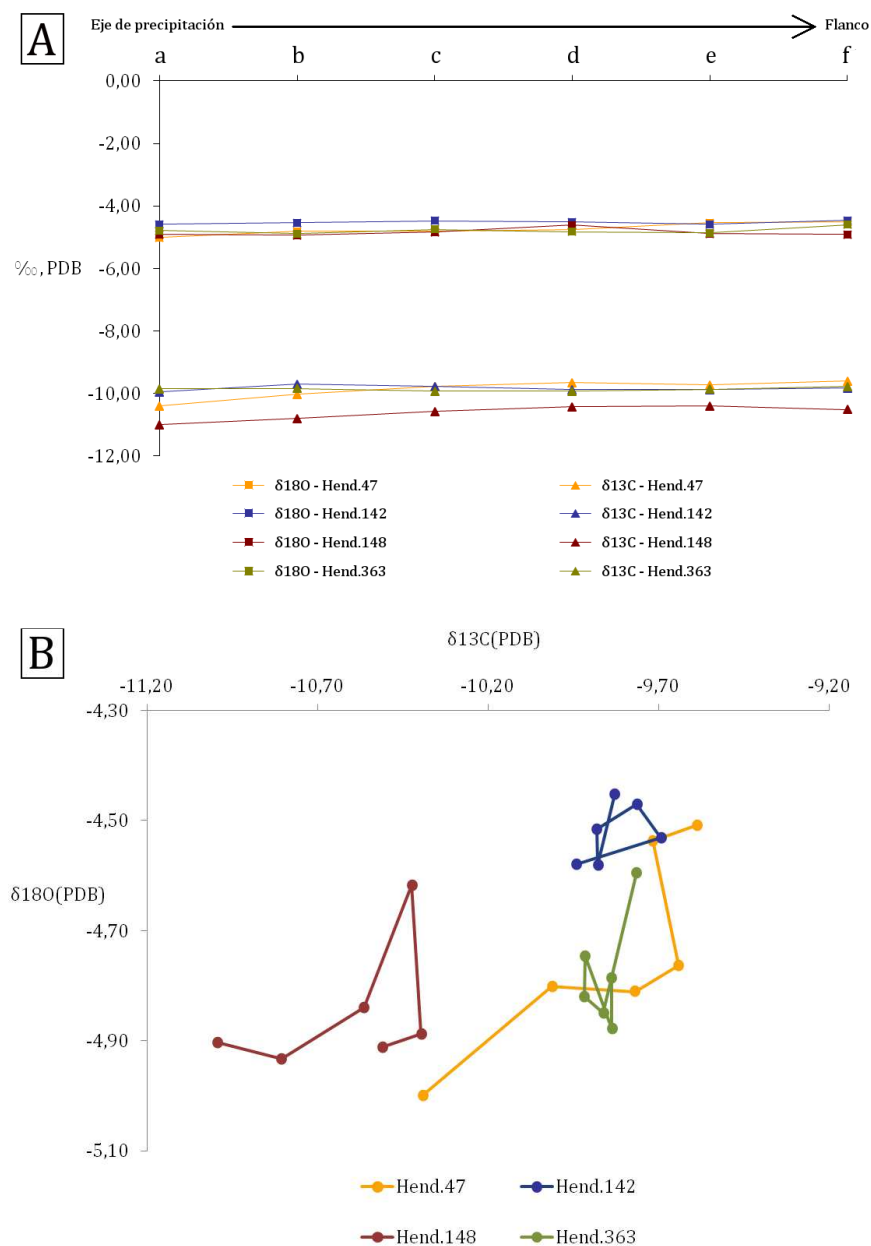 A
Eje de precipitación
Flanco
a b c d e f
0,00
-2,00
-4,00
-6,00
‰, PDB
-8,00
-10,00
-12,00
δ18O - Hend.47 δ13C - Hend.47
δ18O - Hend.142 δ13C - Hend.142
δ18O - Hend.148 δ13C - Hend.148
δ18O - Hend.363 δ13C - Hend.363
B
δ13C(PDB)
-11,20 -10,70 -10,20 -9,70 -9,20
-4,30
-4,50
δ18O(PDB)
-4,70
-4,90
-5,10
Hend.47 Hend.142
Hend.148 Hend.363